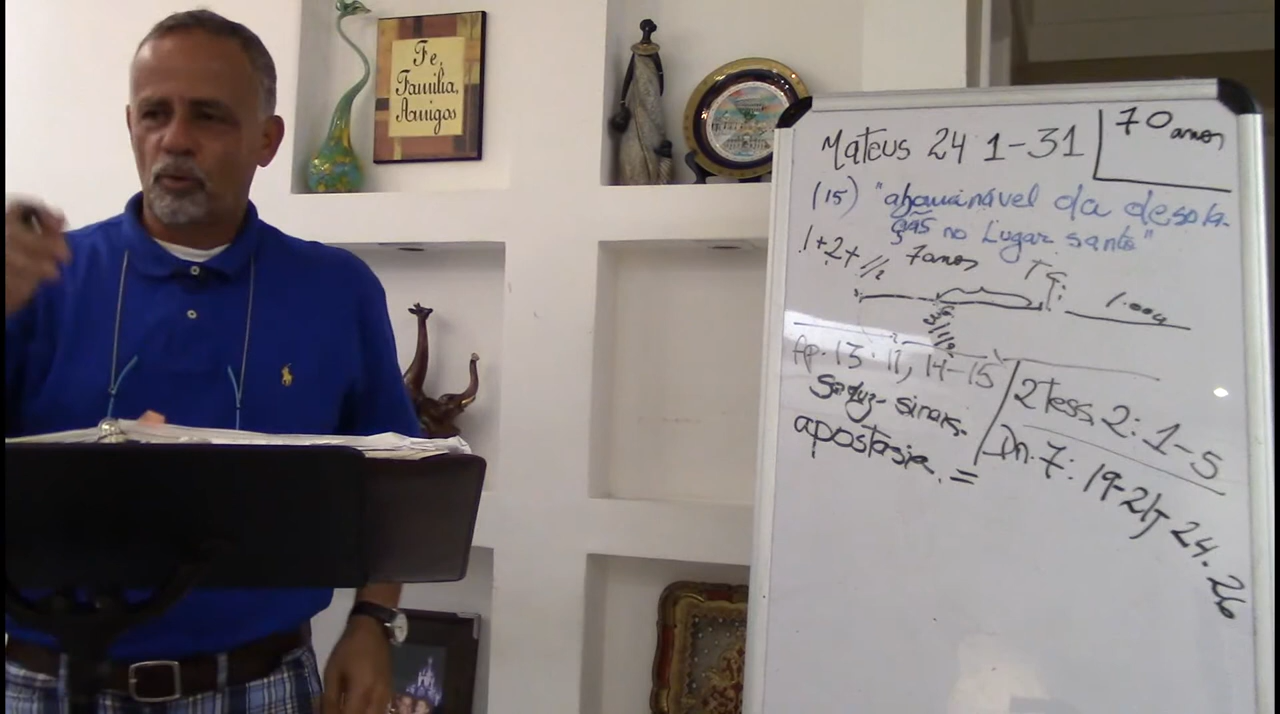 Fe,
Familia,
Amigos
Mateus 24 1-31
70 anos
(15) "abominável da desola-
ção no Lugar santo"
1+2+ 1/2 7 anos
1.000
Ap. 13: 11, 14-15
Seduz-sinais.
apostasia. =
2 Tess 2: 1-5
Dn. 7: 19-21, 24. 26